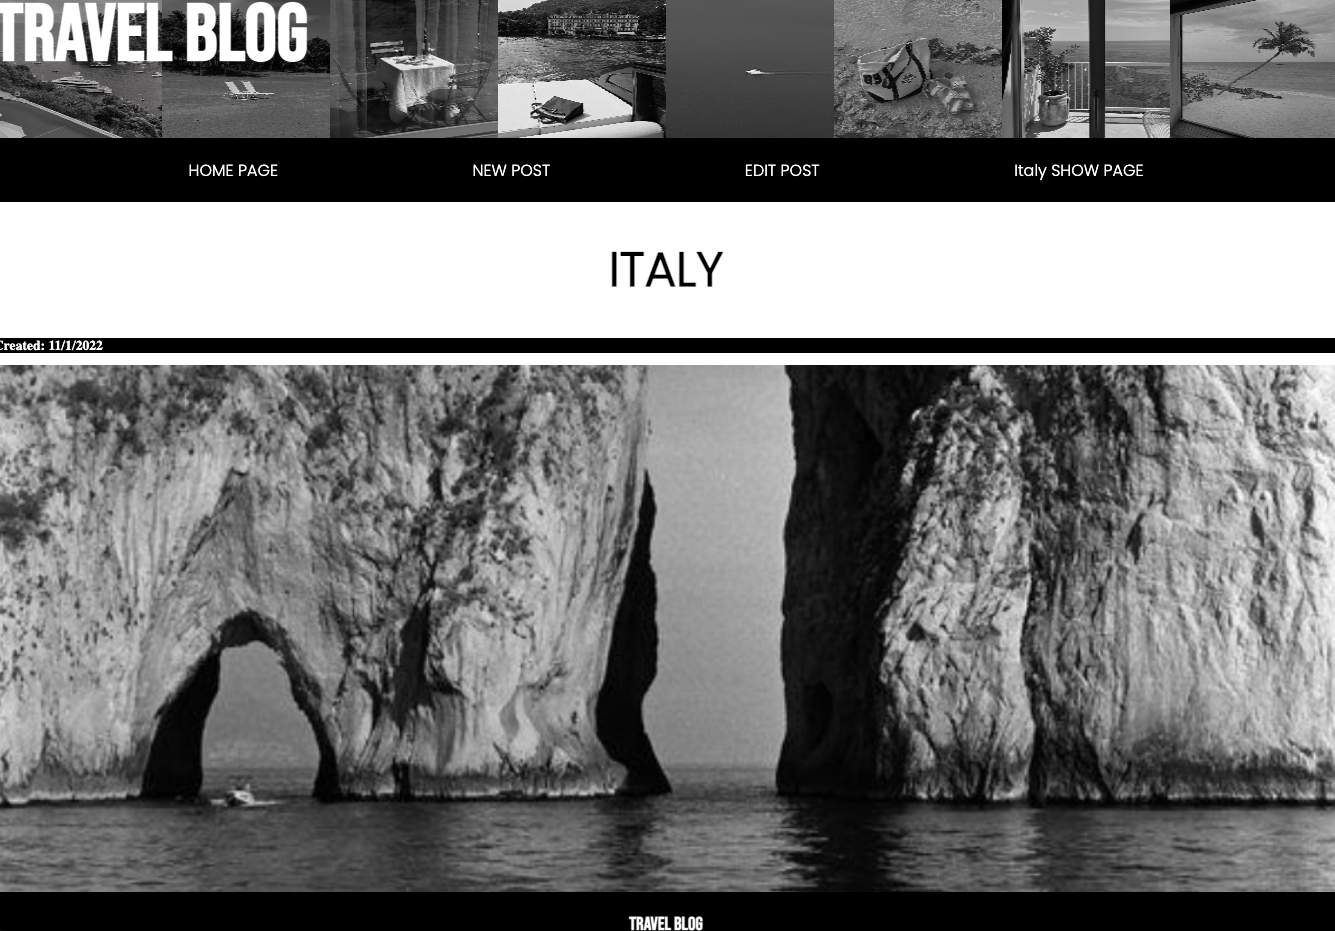 TRAVEL BLOG
HOME PAGE
NEW POST
EDIT POST
Italy SHOW PAGE
ITALY
Created: 11/1/2022
TRAVEL BLOG